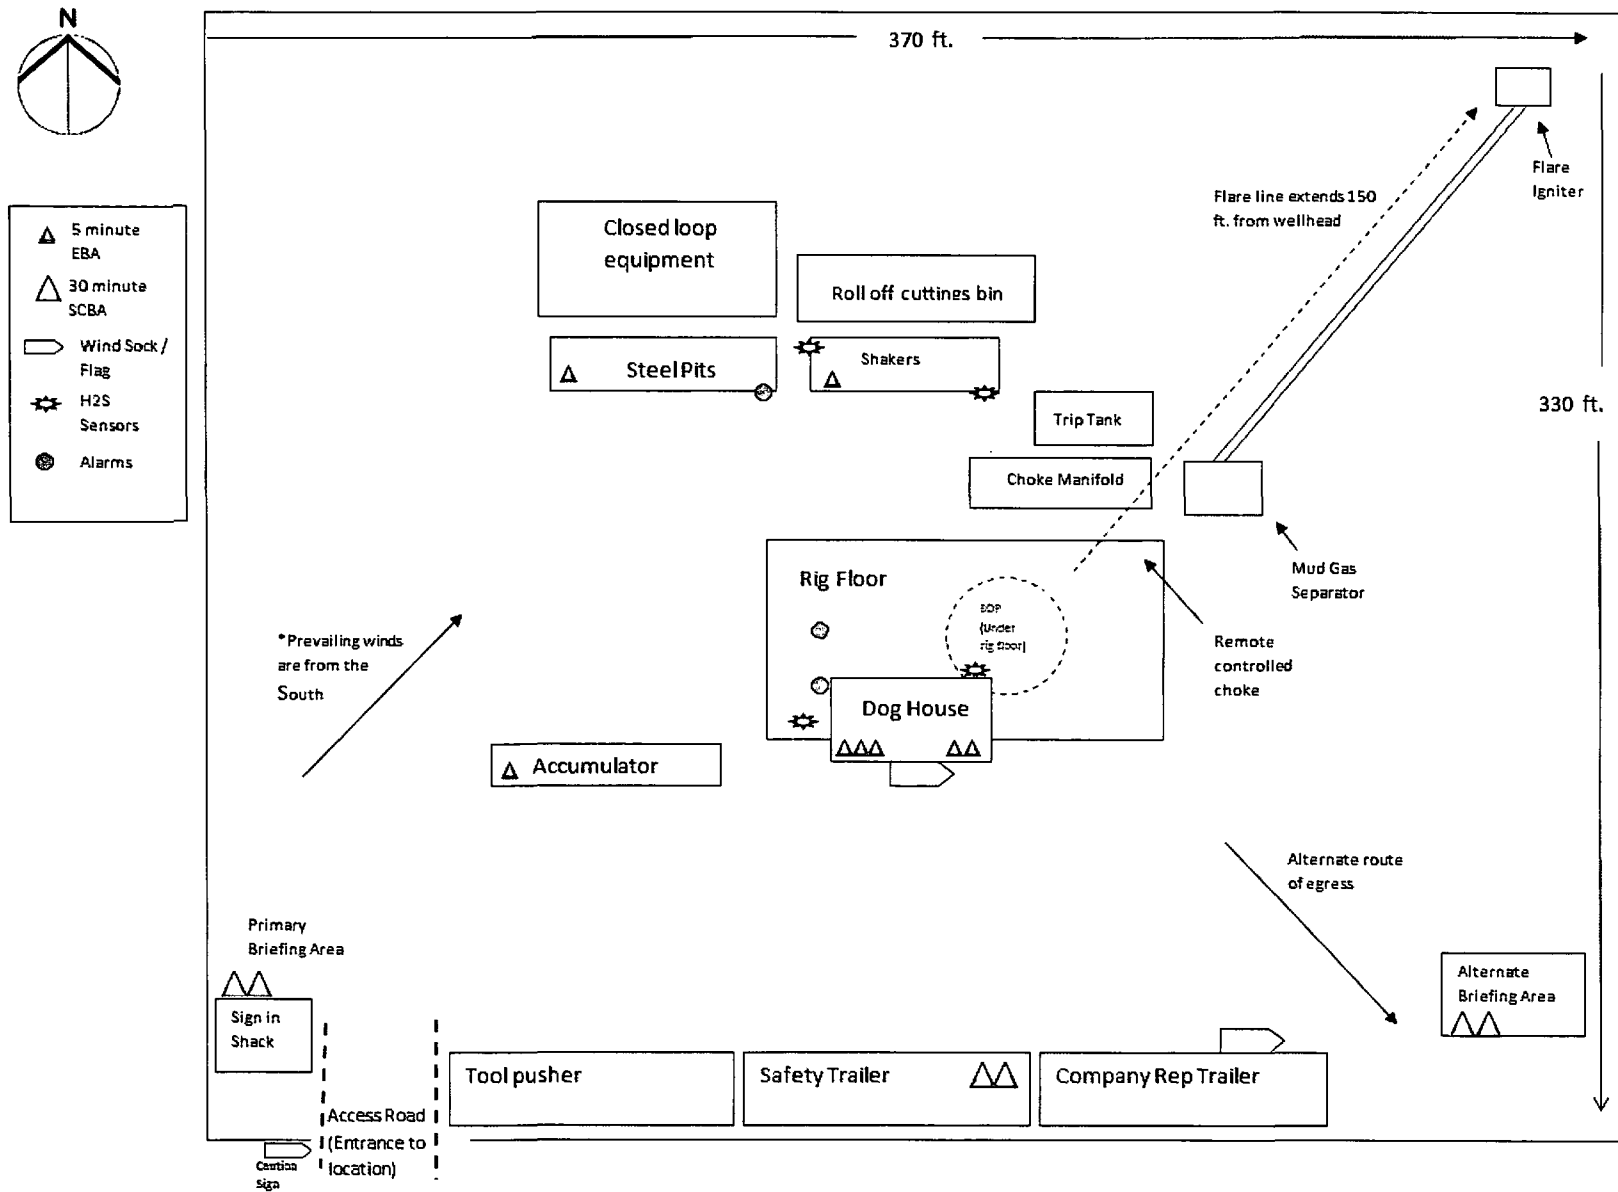 N
370 ft.
Flare
Igniter
Flare line extends 150
ft. from wellhead
5 minute
EBA
30 minute
SCBA
Wind Sock /
Flag
H2S
Sensors
Alarms
Closed loop
equipment
Roll off cuttings bin
Steel Pits
Shakers
330 ft.
Trip Tank
Choke Manifold
Mud Gas
Separator
Rig Floor
BOP
(Under
rig floor)
Remote
controlled
choke
*Prevailing winds
are from the
South
Dog House
Accumulator
Alternate route
of egress
Primary
Briefing Area
Sign in
Shack
Alternate
Briefing Area
Tool pusher
Safety Trailer
Company Rep Trailer
Access Road
(Entrance to
location)
Caution
Sign